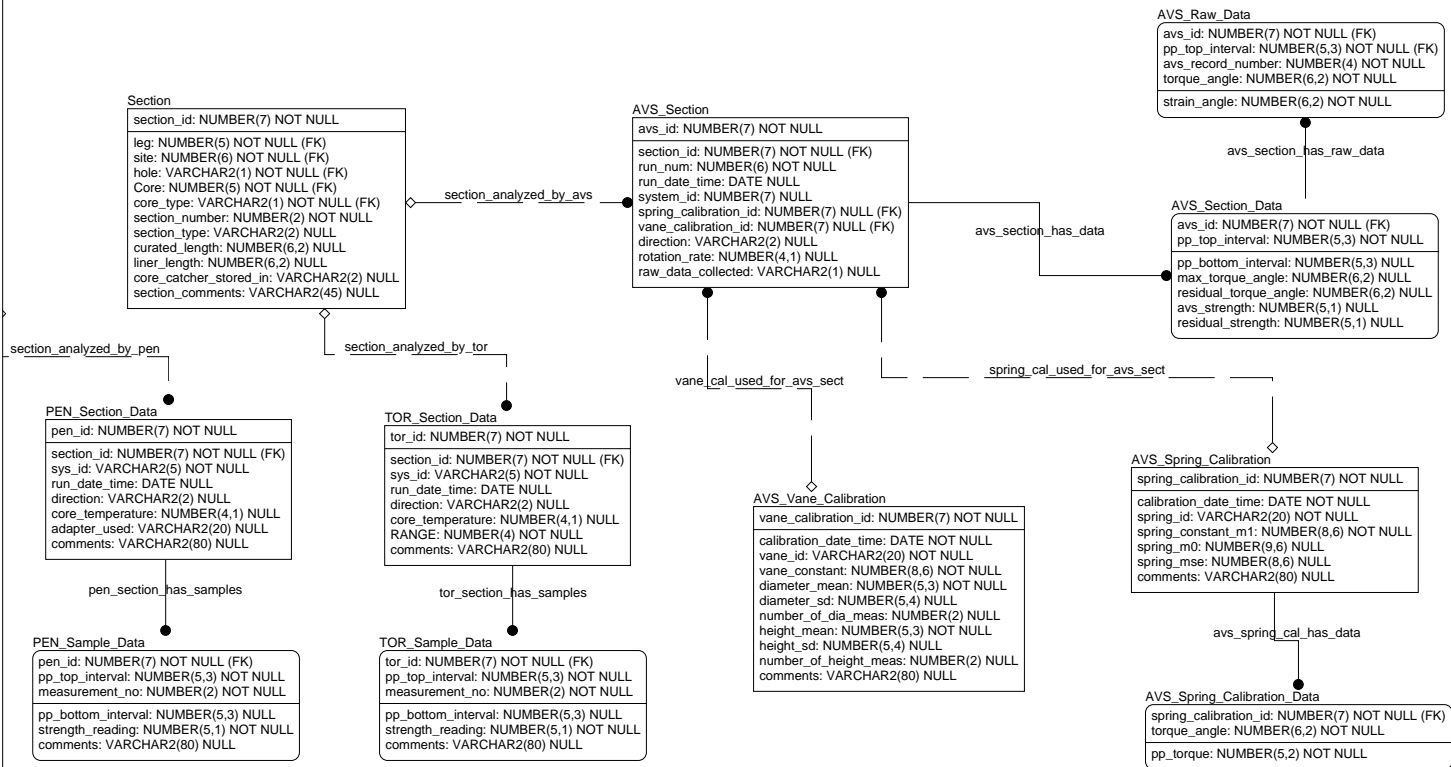 AVS_Raw_Data
avs_id: NUMBER(7) NOT NULL (FK)
pp_top_interval: NUMBER(5,3) NOT NULL (FK)
avs_record_number: NUMBER(4) NOT NULL
torque_angle: NUMBER(6,2) NOT NULL
strain_angle: NUMBER(6,2) NOT NULL
Section
section_id: NUMBER(7) NOT NULL
leg: NUMBER(5) NOT NULL (FK)
site: NUMBER(6) NOT NULL (FK)
hole: VARCHAR2(1) NOT NULL (FK)
Core: NUMBER(5) NOT NULL (FK)
core_type: VARCHAR2(1) NOT NULL (FK)
section_number: NUMBER(2) NOT NULL
section_type: VARCHAR2(2) NULL
curated_length: NUMBER(6,2) NULL
liner_length: NUMBER(6,2) NULL
core_catcher_stored_in: VARCHAR2(2) NULL
section_comments: VARCHAR2(45) NULL
section_analyzed_by_avs
AVS_Section
avs_id: NUMBER(7) NOT NULL
section_id: NUMBER(7) NOT NULL (FK)
run_num: NUMBER(6) NOT NULL
run_date_time: DATE NULL
system_id: NUMBER(7) NULL
spring_calibration_id: NUMBER(7) NULL (FK)
vane_calibration_id: NUMBER(7) NULL (FK)
direction: VARCHAR2(2) NULL
rotation_rate: NUMBER(4,1) NULL
raw_data_collected: VARCHAR2(1) NULL
avs_section_has_raw_data
avs_section_has_data
AVS_Section_Data
avs_id: NUMBER(7) NOT NULL (FK)
pp_top_interval: NUMBER(5,3) NOT NULL
pp_bottom_interval: NUMBER(5,3) NULL
max_torque_angle: NUMBER(6,2) NULL
residual_torque_angle: NUMBER(6,2) NULL
avs_strength: NUMBER(5,1) NULL
residual_strength: NUMBER(5,1) NULL
section_analyzed_by_pen
section_analyzed_by_tor
vane_cal_used_for_avs_sect
spring_cal_used_for_avs_sect
PEN_Section_Data
pen_id: NUMBER(7) NOT NULL
section_id: NUMBER(7) NOT NULL (FK)
sys_id: VARCHAR2(5) NOT NULL
run_date_time: DATE NULL
direction: VARCHAR2(2) NULL
core_temperature: NUMBER(4,1) NULL
adapter_used: VARCHAR2(20) NULL
comments: VARCHAR2(80) NULL
TOR_Section_Data
tor_id: NUMBER(7) NOT NULL
section_id: NUMBER(7) NOT NULL (FK)
sys_id: VARCHAR2(5) NOT NULL
run_date_time: DATE NULL
direction: VARCHAR2(2) NULL
core_temperature: NUMBER(4,1) NULL
RANGE: NUMBER(4) NOT NULL
comments: VARCHAR2(80) NULL
AVS_Vane_Calibration
vane_calibration_id: NUMBER(7) NOT NULL
calibration_date_time: DATE NOT NULL
vane_id: VARCHAR2(20) NOT NULL
vane_constant: NUMBER(8,6) NOT NULL
diameter_mean: NUMBER(5,3) NOT NULL
diameter_sd: NUMBER(5,4) NULL
number_of_dia_meas: NUMBER(2) NULL
height_mean: NUMBER(5,3) NOT NULL
height_sd: NUMBER(5,4) NULL
number_of_height_meas: NUMBER(2) NULL
comments: VARCHAR2(80) NULL
AVS_Spring_Calibration
spring_calibration_id: NUMBER(7) NOT NULL
calibration_date_time: DATE NOT NULL
spring_id: VARCHAR2(20) NOT NULL
spring_constant_m1: NUMBER(8,6) NOT NULL
spring_m0: NUMBER(9,6) NULL
spring_mse: NUMBER(8,6) NULL
comments: VARCHAR2(80) NULL
pen_section_has_samples
tor_section_has_samples
avs_spring_cal_has_data
PEN_Sample_Data
pen_id: NUMBER(7) NOT NULL (FK)
pp_top_interval: NUMBER(5,3) NOT NULL
measurement_no: NUMBER(2) NOT NULL
pp_bottom_interval: NUMBER(5,3) NULL
strength_reading: NUMBER(5,1) NOT NULL
comments: VARCHAR2(80) NULL
TOR_Sample_Data
tor_id: NUMBER(7) NOT NULL (FK)
pp_top_interval: NUMBER(5,3) NOT NULL
measurement_no: NUMBER(2) NOT NULL
pp_bottom_interval: NUMBER(5,3) NULL
strength_reading: NUMBER(5,1) NOT NULL
comments: VARCHAR2(80) NULL
AVS_Spring_Calibration_Data
spring_calibration_id: NUMBER(7) NOT NULL (FK)
torque_angle: NUMBER(6,2) NOT NULL
pp_torque: NUMBER(5,2) NOT NULL